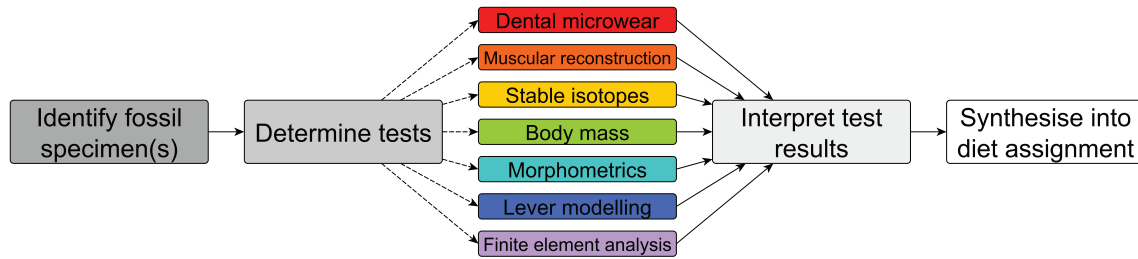 Identify fossil
specimen(s)
Determine tests
Dental microwear
Muscular reconstruction
Stable isotopes
Body mass
Morphometrics
Lever modelling
Finite element analysis
Interpret test
results
Synthesise into
diet assignment